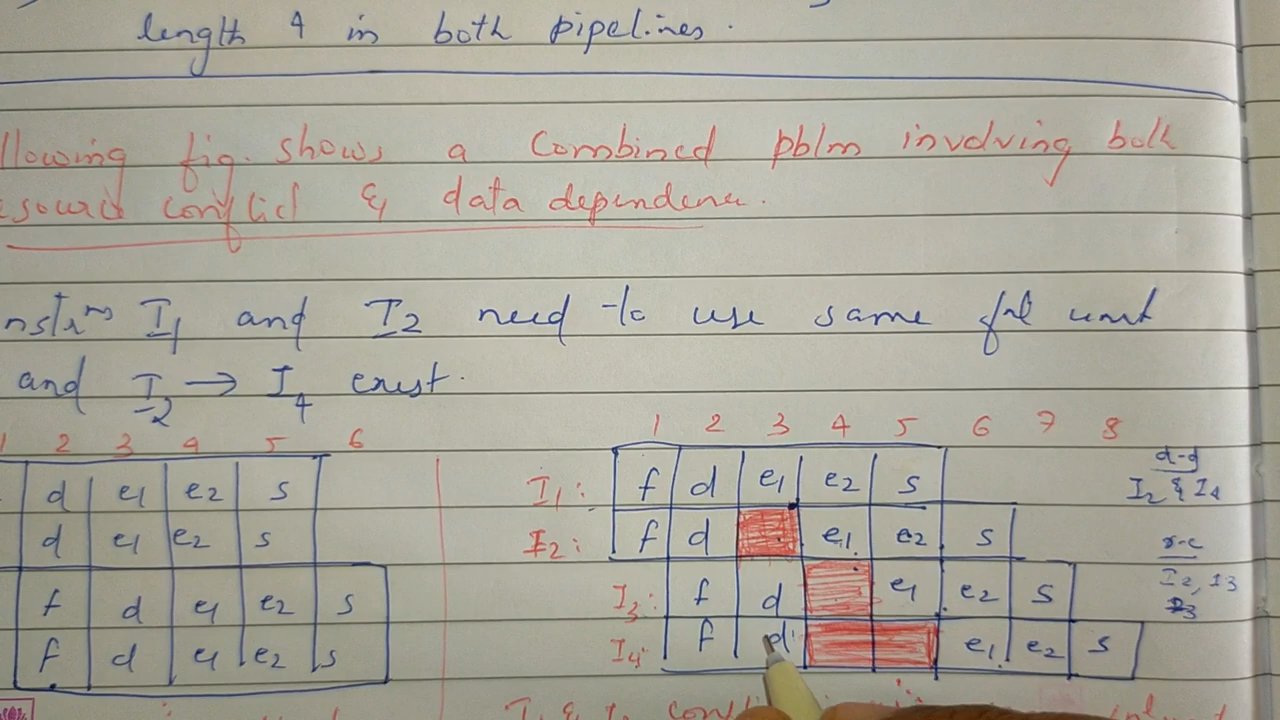 length 4 in both pipelines.
llowing fig. shows a Combined pblm involving both
source conflict & data dependence.
nstrns I1 and I2 need to use same fnl unit
and I2 → I4 exist.
1 2 3 4 5 6
d e1 e2 s
d e1 e2 s
f d e1 e2 s
f d e1 e2 s
1 2 3 4 5 6 7 8
I1: f d e1 e2 s
I2: f d e1 e2 s
I3: f d e1 e2 s
I4: f d e1 e2 s
d-d
I2 & I4
r-c
I2, I3